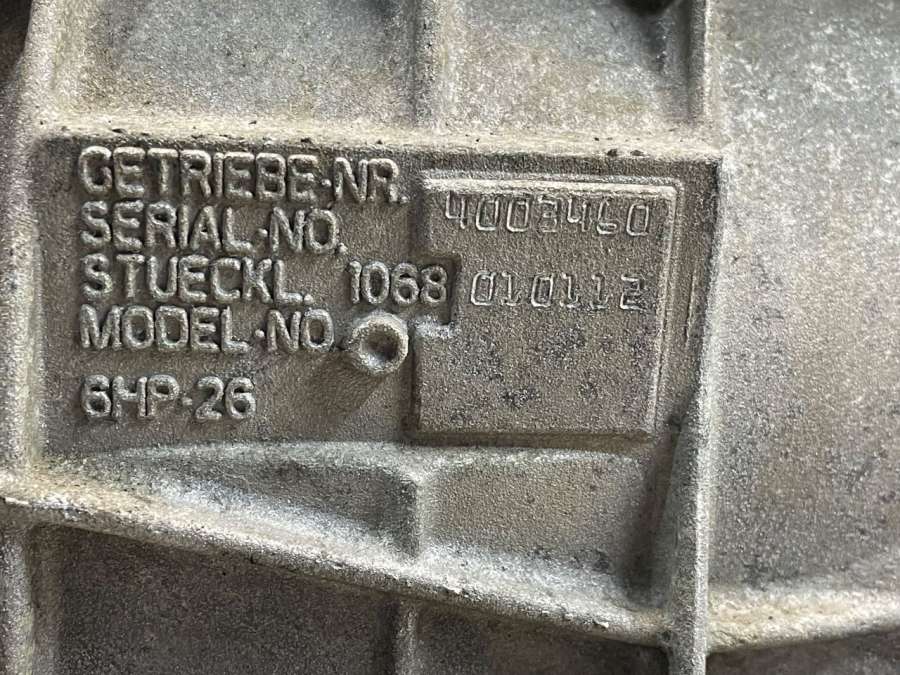 GETRIEBE-NR. 4003460
SERIAL-NO.
STUECKL. 1068 010112
MODEL-NO.
6HP-26